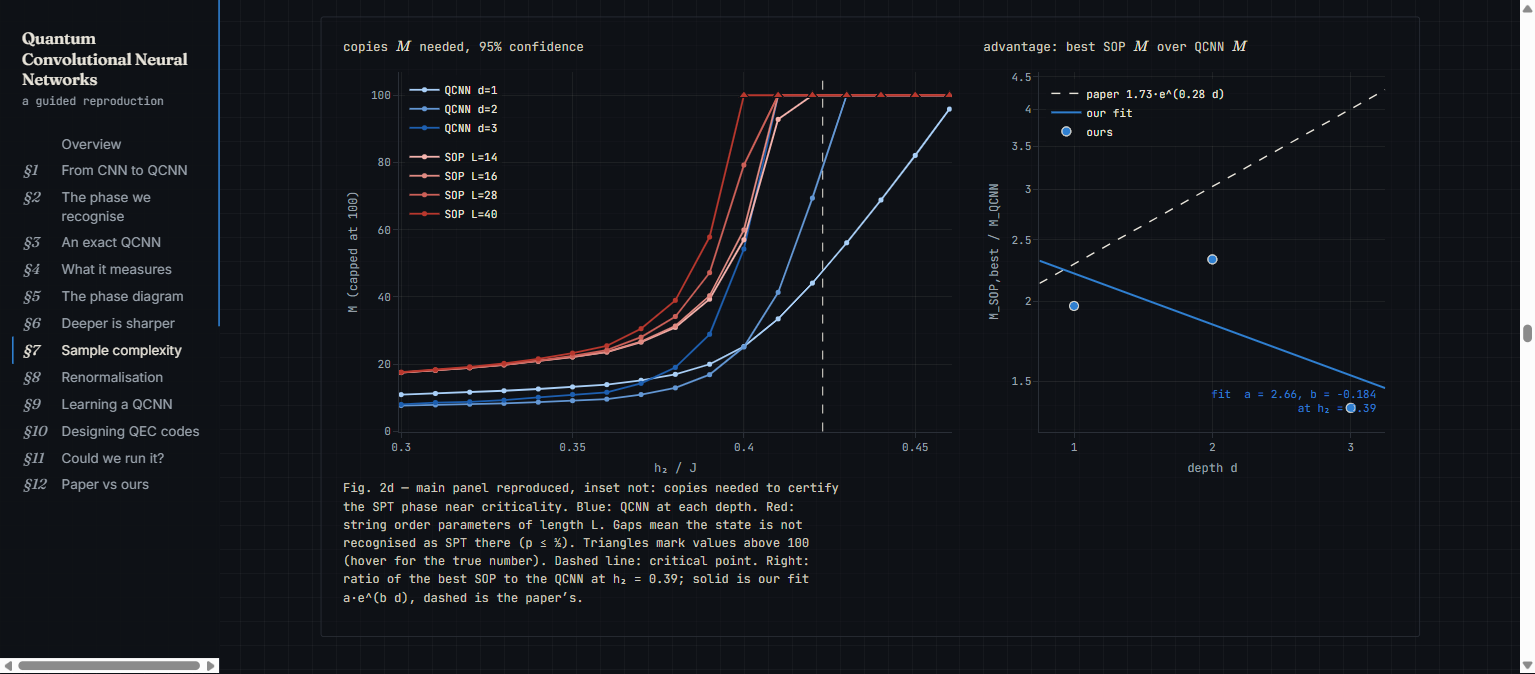 Quantum
Convolutional Neural
Networks
a guided reproduction
Overview
§1 From CNN to QCNN
§2 The phase we
recognise
§3 An exact QCNN
§4 What it measures
§5 The phase diagram
§6 Deeper is sharper
§7 Sample complexity
§8 Renormalisation
§9 Learning a QCNN
§10 Designing QEC codes
§11 Could we run it?
§12 Paper vs ours
copies M needed, 95% confidence
QCNN d=1
QCNN d=2
QCNN d=3
SOP L=14
SOP L=16
SOP L=28
SOP L=40
M (capped at 100)
100
80
60
40
20
0
0.3
0.35
0.4
0.45
h₂ / J
advantage: best SOP M over QCNN M
paper 1.73·e^(0.28 d)
our fit
ours
M_SOP,best / M_QCNN
4.5
4
3.5
3
2.5
2
1.5
fit a = 2.66, b = -0.184
at h₂ = .39
1
2
3
depth d
Fig. 2d — main panel reproduced, inset not: copies needed to certify
the SPT phase near criticality. Blue: QCNN at each depth. Red:
string order parameters of length L. Gaps mean the state is not
recognised as SPT there (p ≤ ). Triangles mark values above 100
(hover for the true number). Dashed line: critical point. Right:
ratio of the best SOP to the QCNN at h₂ = 0.39; solid is our fit
a·e^(b d), dashed is the paper’s.